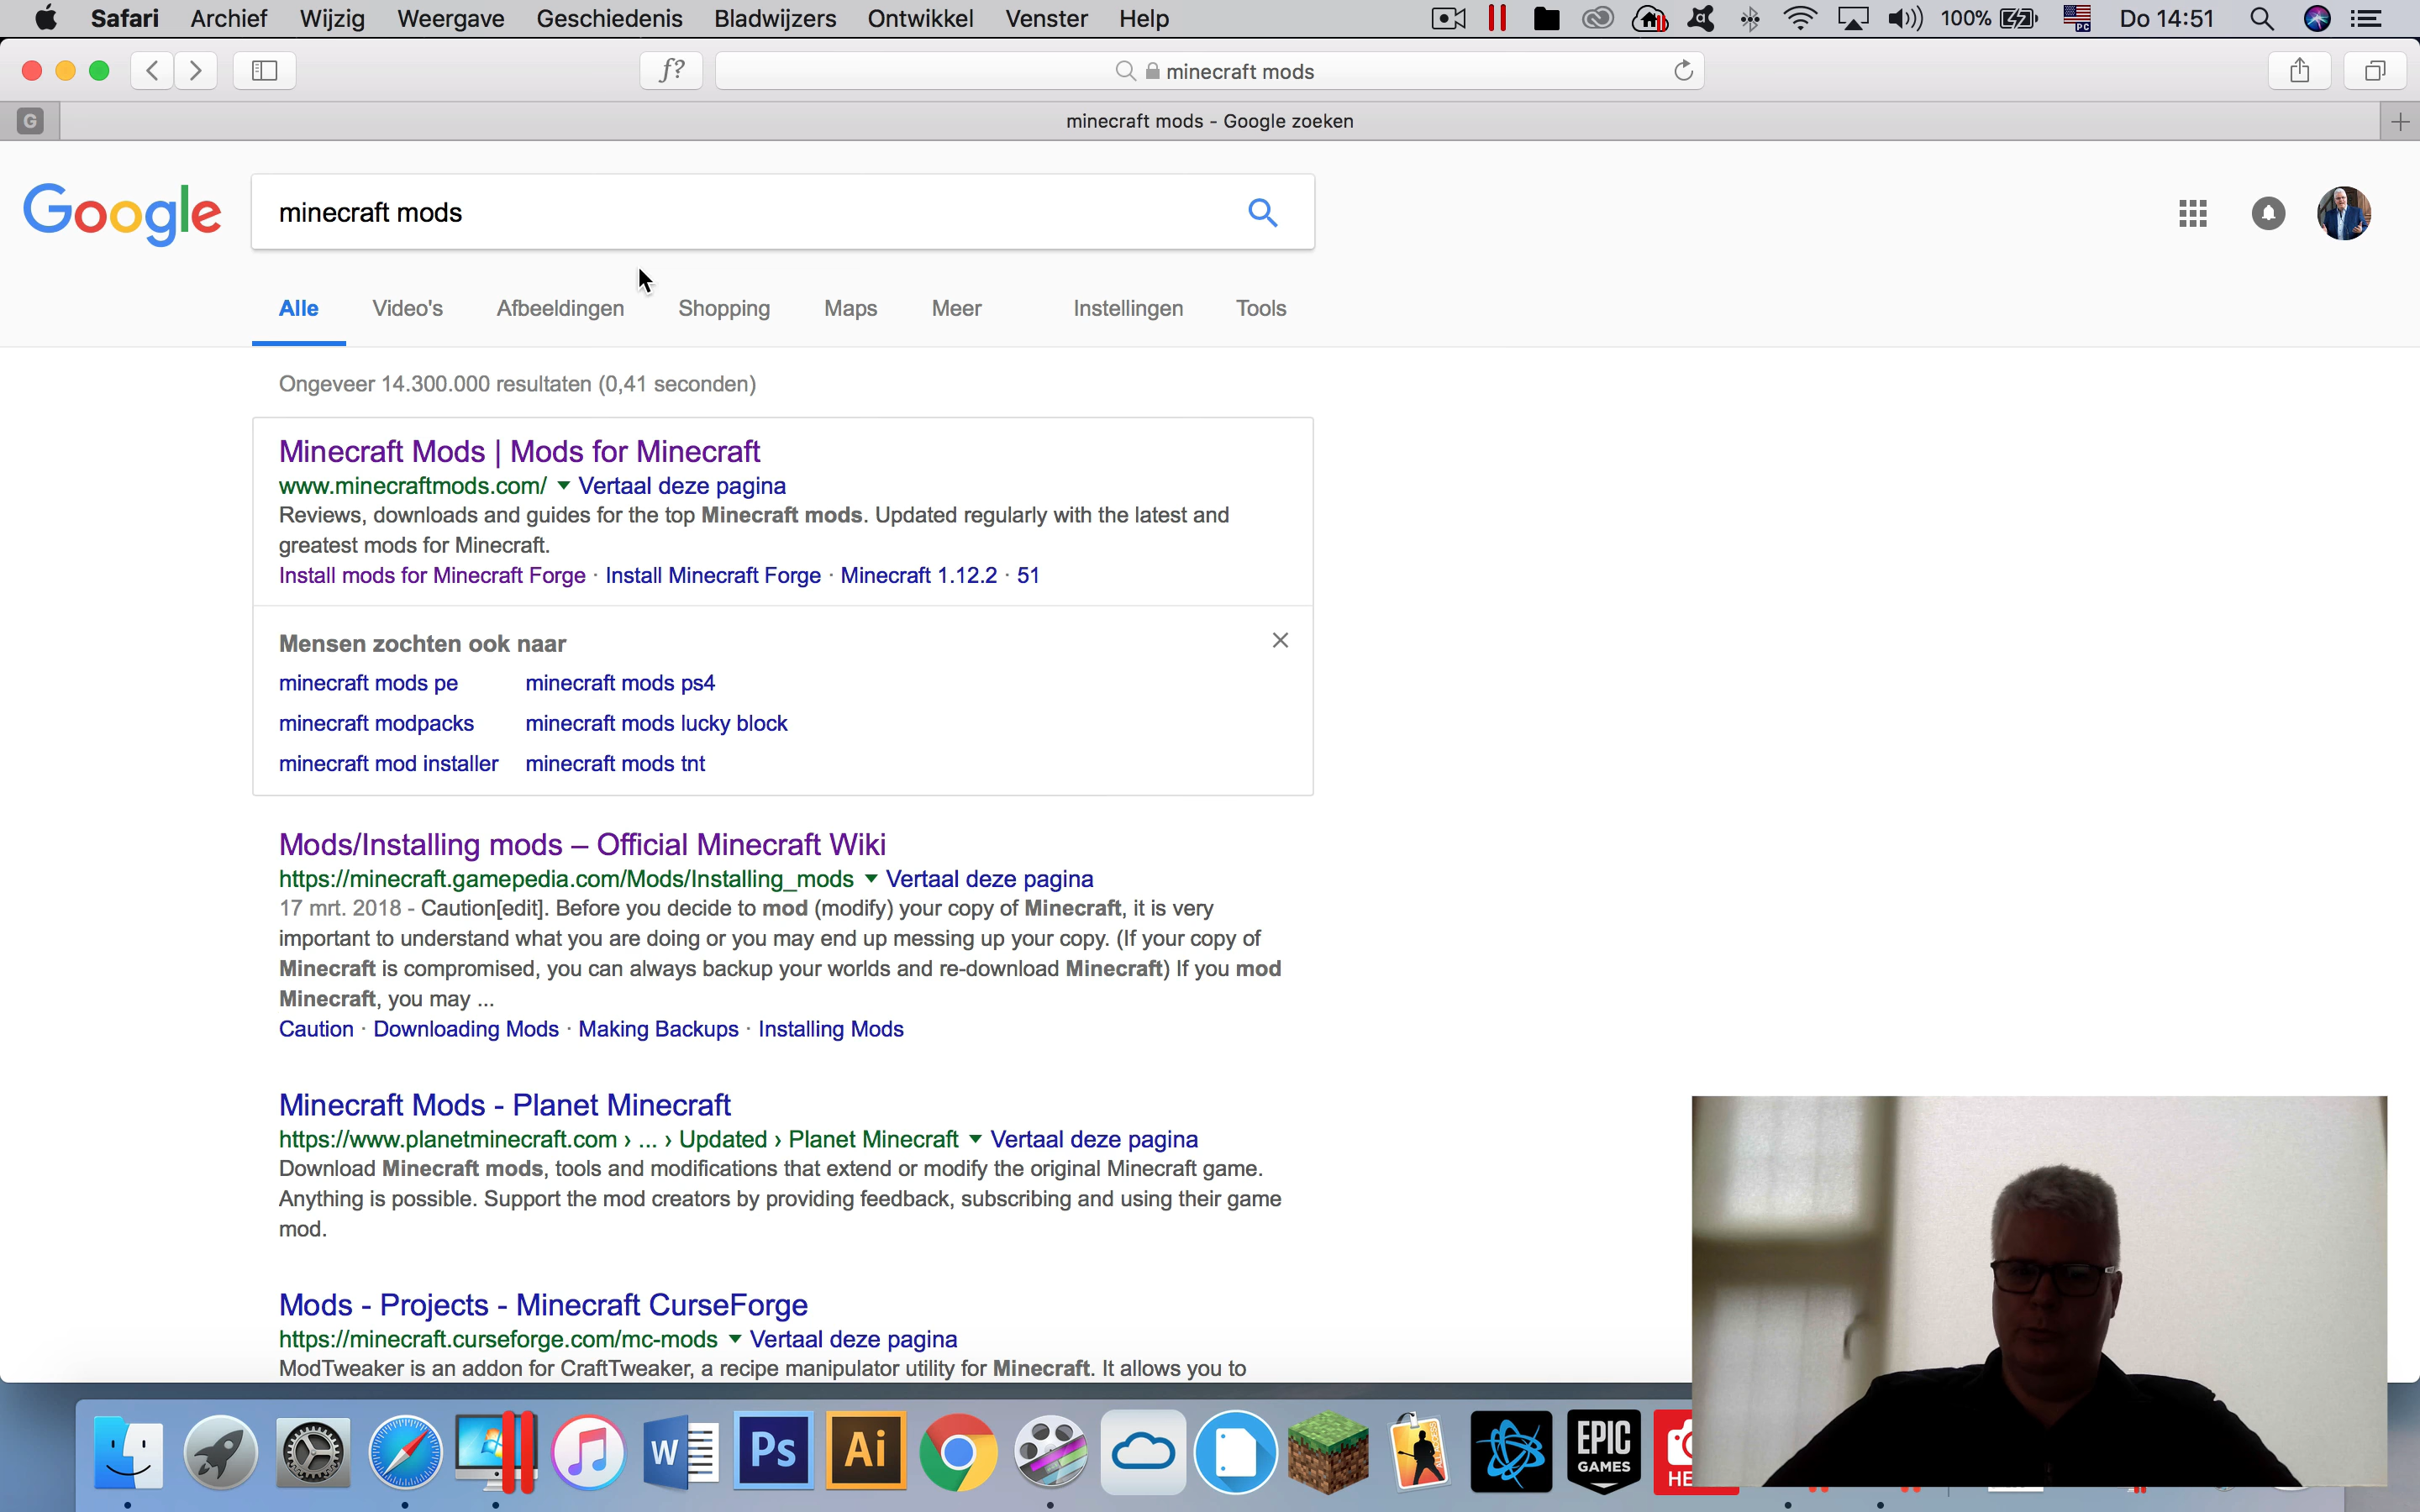 Safari Archief Wijzig Weergave Geschiedenis Bladwijzers Ontwikkel Venster Help 100% PC Do 14:51
f? minecraft mods
G minecraft mods - Google zoeken
Google minecraft mods
Alle Video's Afbeeldingen Shopping Maps Meer Instellingen Tools
Ongeveer 14.300.000 resultaten (0,41 seconden)
Minecraft Mods | Mods for Minecraft
www.minecraftmods.com/ Vertaal deze pagina
Reviews, downloads and guides for the top Minecraft mods. Updated regularly with the latest and
greatest mods for Minecraft.
Install mods for Minecraft Forge · Install Minecraft Forge · Minecraft 1.12.2 · 51
Mensen zochten ook naar
minecraft mods pe minecraft mods ps4
minecraft modpacks minecraft mods lucky block
minecraft mod installer minecraft mods tnt
Mods/Installing mods – Official Minecraft Wiki
https://minecraft.gamepedia.com/Mods/Installing_mods Vertaal deze pagina
17 mrt. 2018 - Caution[edit]. Before you decide to mod (modify) your copy of Minecraft, it is very
important to understand what you are doing or you may end up messing up your copy. (If your copy of
Minecraft is compromised, you can always backup your worlds and re-download Minecraft) If you mod
Minecraft, you may ...
Caution · Downloading Mods · Making Backups · Installing Mods
Minecraft Mods - Planet Minecraft
https://www.planetminecraft.com › ... › Updated › Planet Minecraft Vertaal deze pagina
Download Minecraft mods, tools and modifications that extend or modify the original Minecraft game.
Anything is possible. Support the mod creators by providing feedback, subscribing and using their game
mod.
Mods - Projects - Minecraft CurseForge
https://minecraft.curseforge.com/mc-mods Vertaal deze pagina
ModTweaker is an addon for CraftTweaker, a recipe manipulator utility for Minecraft. It allows you to
W Ps Ai EPIC GAMES HE